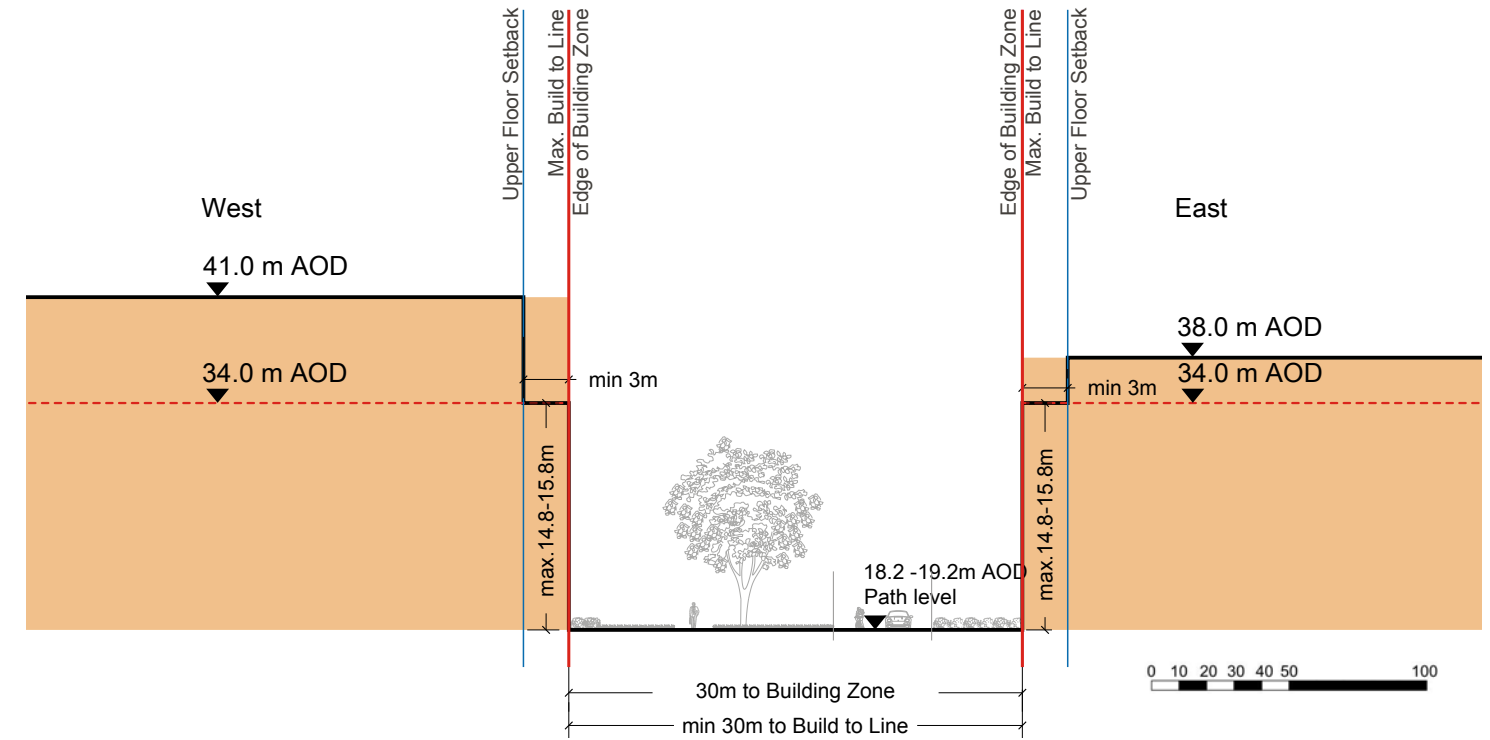 Upper Floor Setback
Max. Build to Line
Edge of Building Zone
Edge of Building Zone
Max. Build to Line
Upper Floor Setback
West
East
41.0 m AOD
38.0 m AOD
34.0 m AOD
34.0 m AOD
min 3m
min 3m
max.14.8-15.8m
max.14.8-15.8m
18.2 -19.2m AOD
Path level
0 10 20 30 40 50 100
30m to Building Zone
min 30m to Build to Line